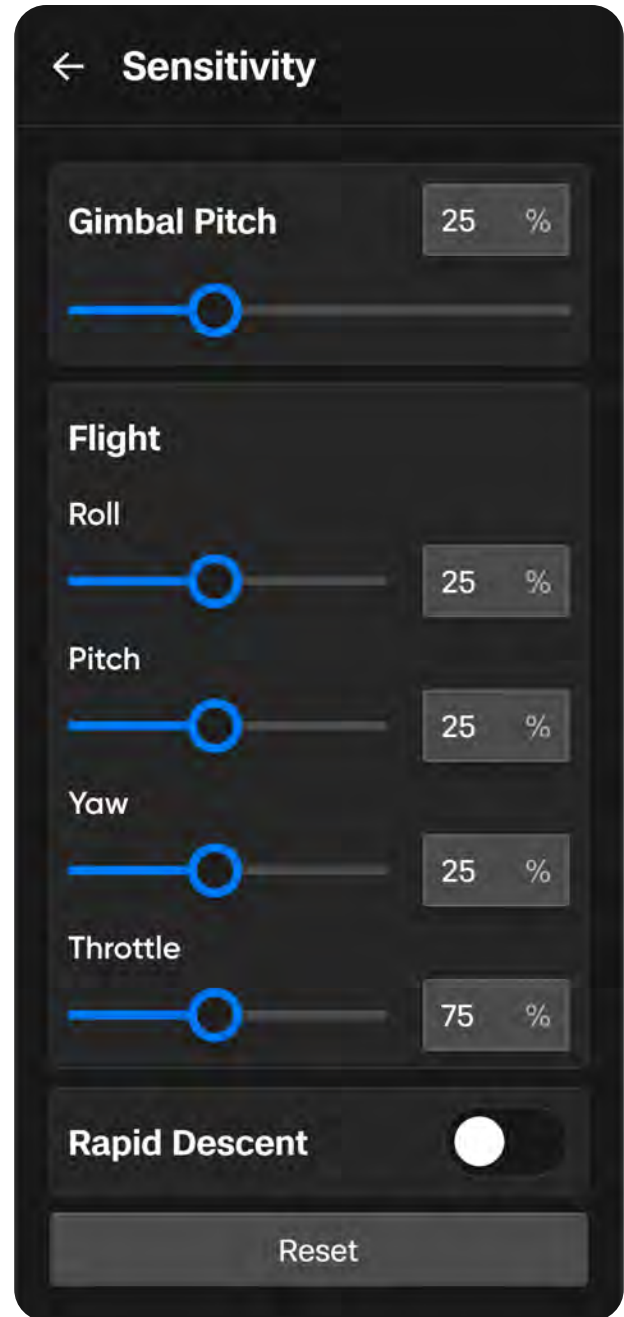 Sensitivity
Gimbal Pitch 25 %
Flight
Roll
25 %
Pitch
25 %
Yaw
25 %
Throttle
75 %
Rapid Descent
Reset